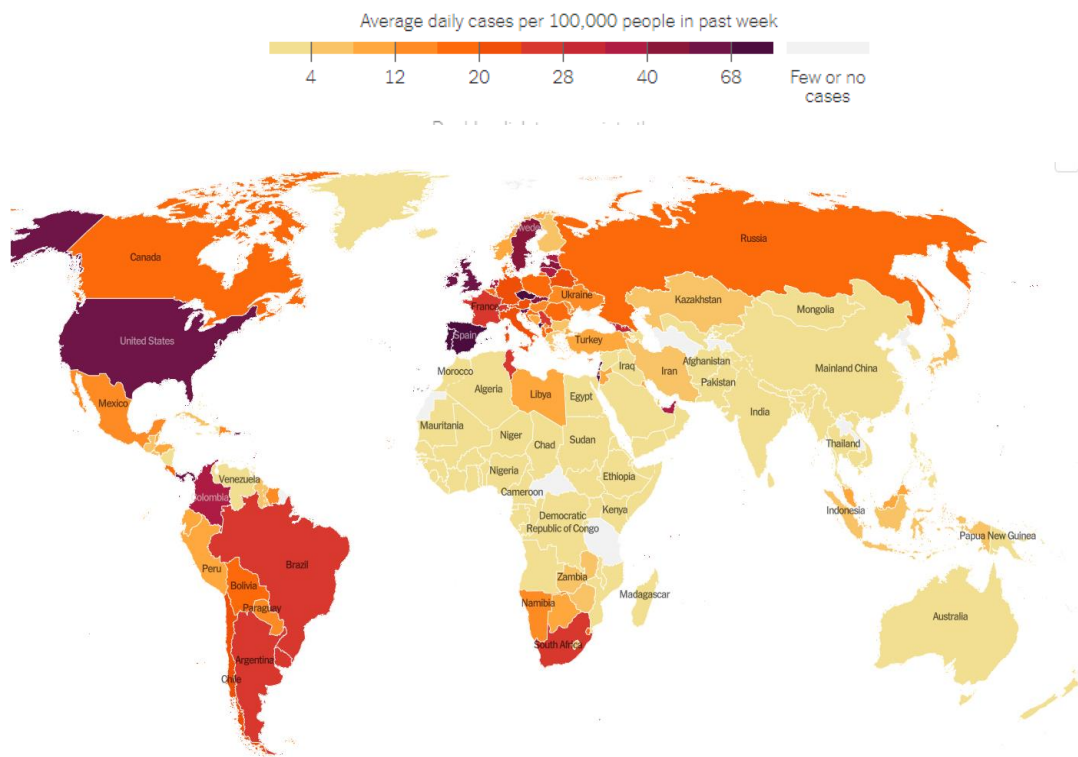 Average daily cases per 100,000 people in past week
4 12 20 28 40 68 Few or no
cases
Sweden
Russia
Canada
Ukraine
France
Kazakhstan
Mongolia
United States
Spain
Turkey
Afghanistan
Mainland China
Morocco
Iraq
Iran
Pakistan
Algeria
Libya
Egypt
Mexico
India
Mauritania
Niger
Chad
Sudan
Thailand
Nigeria
Venezuela
Ethiopia
Cameroon
Colombia
Kenya
Indonesia
Democratic
Republic of Congo
Papua New Guinea
Brazil
Peru
Zambia
Bolivia
Madagascar
Namibia
Paraguay
Australia
South Africa
Argentina
Chile